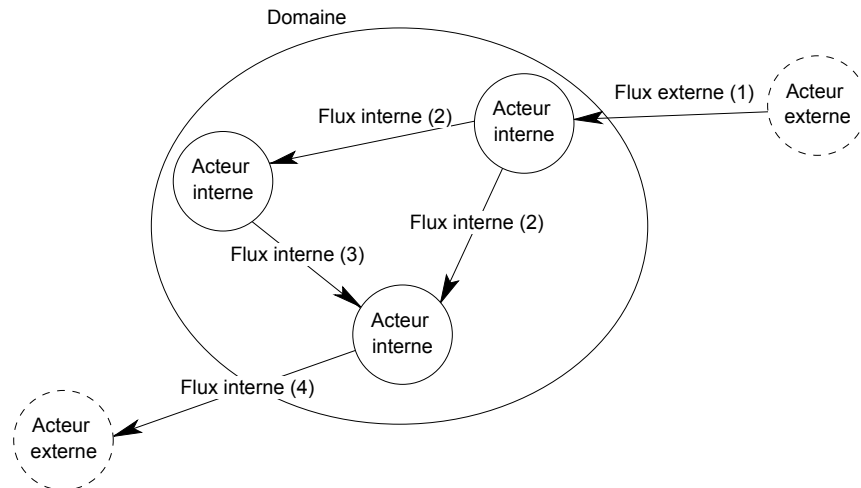 Domaine
Flux externe (1)
Acteur
externe
Acteur
interne
Flux interne (2)
Acteur
interne
Flux interne (2)
Flux interne (3)
Acteur
interne
Flux interne (4)
Acteur
externe